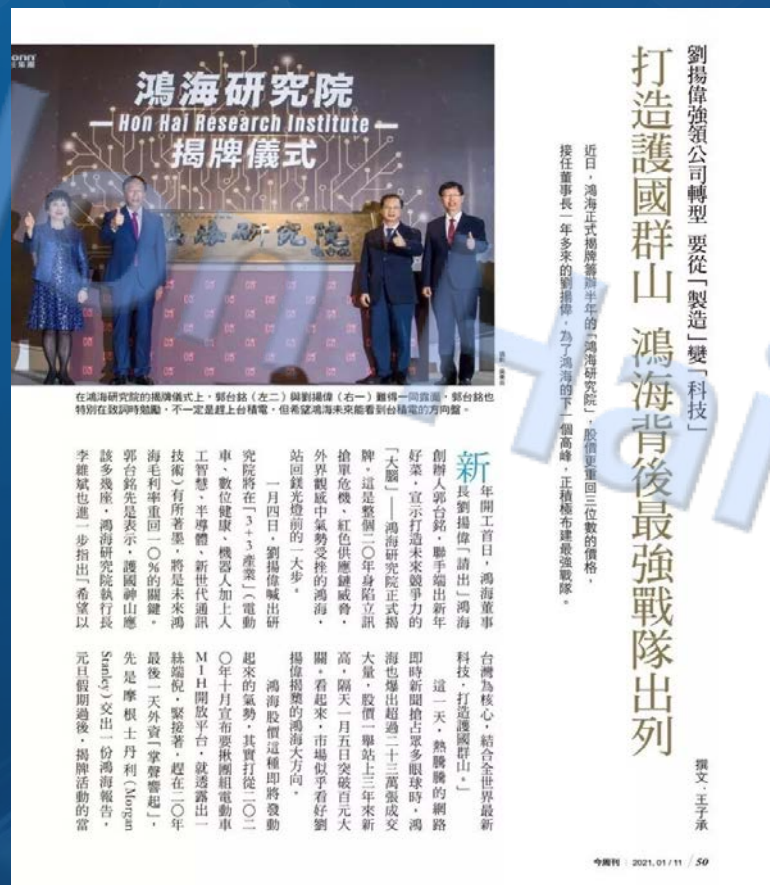 劉揚偉強領公司轉型 要從「製造」變「科技」
打造護國群山 鴻海背後最強戰隊出列
近日，鴻海正式揭牌籌辦半年的「鴻海研究院」，股價更重回三位數的價格，
接任董事長一年多來的劉揚偉，為了鴻海的下一個高峰，正積極布建最強戰隊。
撰文．王子承
鴻海研究院
Hon Hai Research Institute
揭牌儀式
在鴻海研究院的揭牌儀式上，郭台銘（左二）與劉揚偉（右一）難得一同露面，郭台銘也
特別在致詞時勉勵，不一定是趕上台積電，但希望鴻海未來能看到台積電的方向盤。
新年開工首日，鴻海董事
長劉揚偉「請出」鴻海
創辦人郭台銘，聯手端出新年
好菜，宣示打造未來競爭力的
「大腦」——鴻海研究院正式揭
牌。這是整個二〇年身陷立訊
搶單危機、紅色供應鏈威脅，
外界觀感中氣勢受挫的鴻海，
站回鎂光燈前的一大步。
一月四日，劉揚偉喊出研
究院將在「3+3產業」（電動
車、數位健康、機器人加上人
工智慧、半導體、新世代通訊
技術）有所著墨，將是未來鴻
海毛利率重回一〇％的關鍵。
郭台銘先是表示，護國神山應
該多幾座，鴻海研究院執行長
李維斌也進一步指出「希望以
台灣為核心，結合全世界最新
科技，打造護國群山。」
這一天，熱騰騰的網路
即時新聞搶占眾多眼球時，鴻
海也爆出超過二十三萬張成交
大量，股價一舉站上三年來新
高，隔天一月五日突破百元大
關。看起來，市場似乎看好劉
揚偉揭櫫的鴻海大方向。
鴻海股價這種即將發動
起來的氣勢，其實打從二〇二
〇年十月宣布要揪團組電動車
MIH開放平台，就透露出一
絲端倪，緊接著，趕在二〇年
最後一天外資「掌聲響起」，
先是摩根士丹利（Morgan
Stanley）交出一份鴻海報告，
元旦假期過後，揭牌活動的當
今周刊 2021.01/11 50